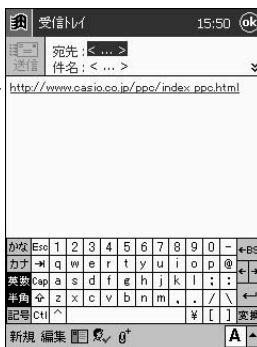 受信トレイ 15:50 ok
送信 宛先: < ... >
件名: < ... >
http://www.casio.co.jp/ppc/index_ppc.html
かな Esc 1 2 3 4 5 6 7 8 9 0 - ←BS
カナ →| q w e r t y u i o p @ ← →
英数 Cap a s d f g h j k l ; :
半角 ⇧ z x c v b n m , . / \ ←┘
記号 Ctl ^ ¥ [ ] 変換
新規 編集 A